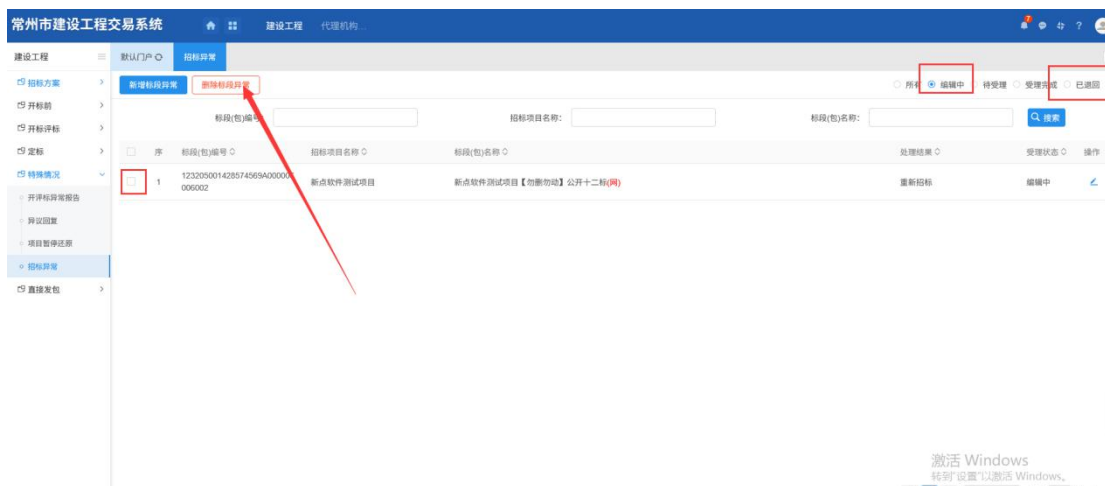 常州市建设工程交易系统 建设工程 代理机构... 7 ?
建设工程 默认门户 招标异常
招标方案 新增标段异常 删除标段异常 所有 编辑中 待受理 受理完成 已退回
开标前 标段(包)编号: 招标项目名称: 标段(包)名称: 搜索
开标评标
定标 序 标段(包)编号 招标项目名称 标段(包)名称 处理结果 受理状态 操作
特殊情况 1 新点软件测试项目 新点软件测试项目【勿删勿动】公开十二标(网) 重新招标 编辑中
006002
开评标异常报告
异议回复
项目暂停还原
招标异常
直接发包
激活 Windows
转到"设置"以激活 Windows。